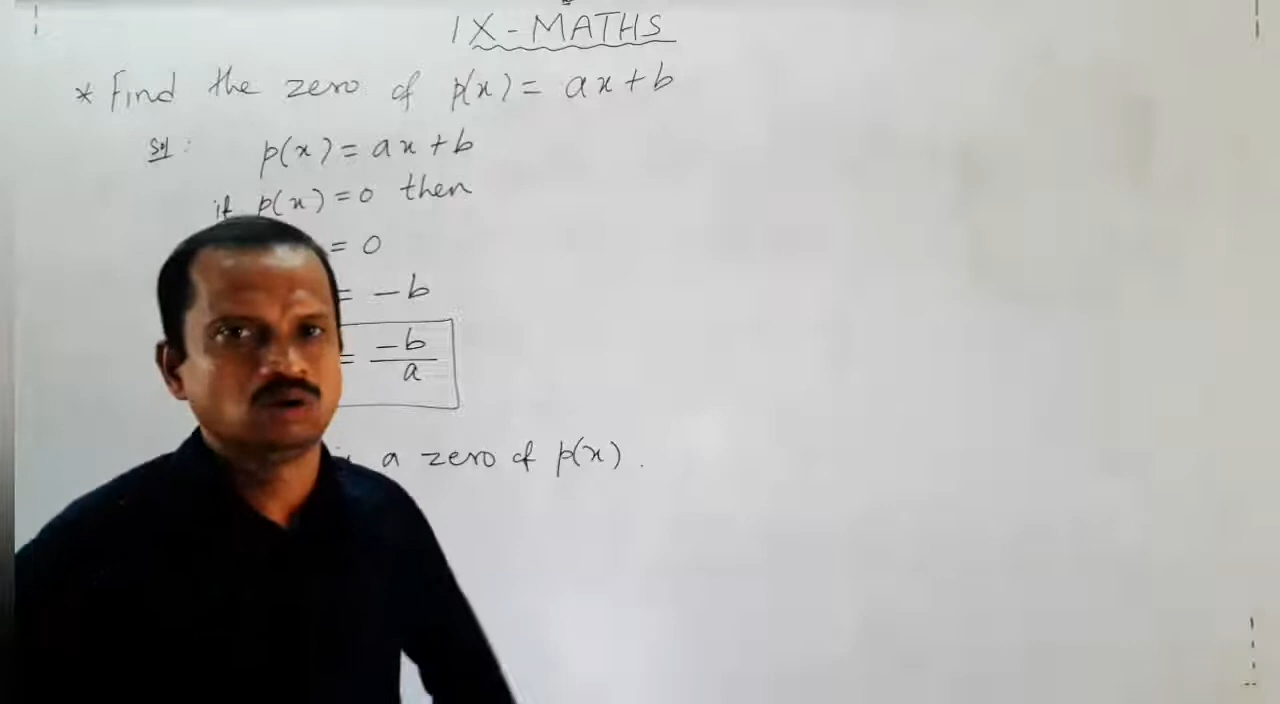 IX-MATHS
* Find the zero of p(x) = ax+b
Sol: p(x) = ax+b
if p(x) = 0 then
= 0
= -b
= -b/a
a zero of p(x).